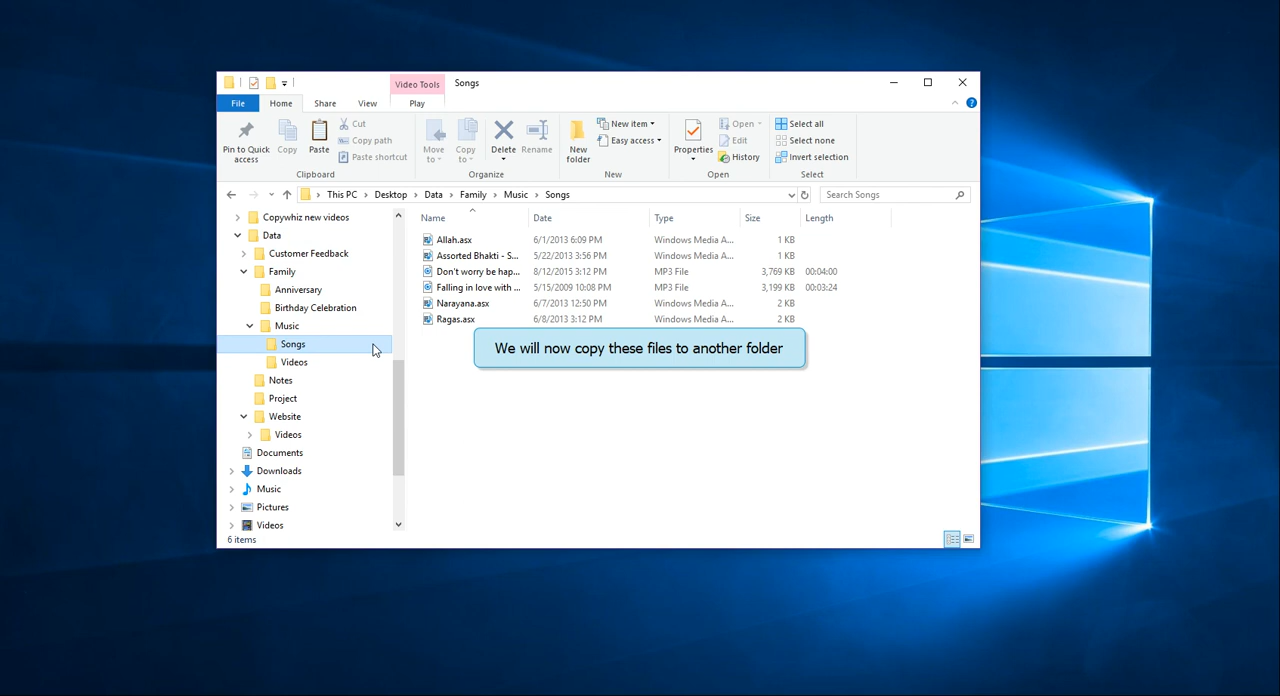 Video Tools Songs
File Home Share View Play
Pin to Quick access
Copy
Paste
Cut
Copy path
Paste shortcut
Clipboard
Move to
Copy to
Delete
Rename
Organize
New folder
New item
Easy access
New
Properties
Open
Edit
History
Open
Select all
Select none
Invert selection
Select
This PC > Desktop > Data > Family > Music > Songs
Search Songs
Copywhiz new videos
Data
Customer Feedback
Family
Anniversary
Birthday Celebration
Music
Songs
Videos
Notes
Project
Website
Videos
Documents
Downloads
Music
Pictures
Videos
Name Date Type Size Length
Allah.asx 6/1/2013 6:09 PM Windows Media A... 1 KB
Assorted Bhakti - S... 5/22/2013 3:56 PM Windows Media A... 1 KB
Don't worry be hap... 8/12/2015 3:12 PM MP3 File 3,769 KB 00:04:00
Falling in love with ... 5/15/2009 10:08 PM MP3 File 3,199 KB 00:03:24
Narayana.asx 6/7/2013 12:50 PM Windows Media A... 2 KB
Ragas.asx 6/8/2013 3:12 PM Windows Media A... 2 KB
We will now copy these files to another folder
6 items